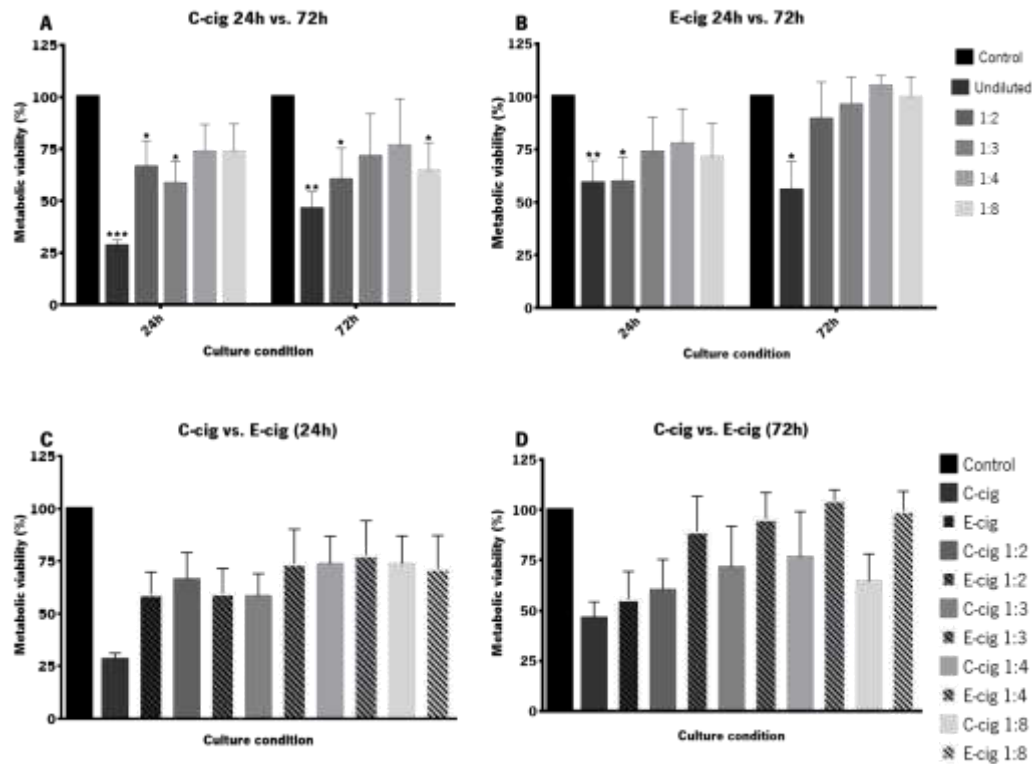 A
C-cig 24h vs. 72h
125
100
75
50
25
0
Metabolic viability (%)
***
*
*
**
*
*
24h
72h
Culture condition
B
E-cig 24h vs. 72h
125
100
75
50
25
0
Metabolic viability (%)
**
*
*
24h
72h
Culture condition
Control
Undiluted
1:2
1:3
1:4
1:8
C
C-cig vs. E-cig (24h)
125
100
75
50
25
0
Metabolic viability (%)
Culture condition
D
C-cig vs. E-cig (72h)
125
100
75
50
25
0
Metabolic viability (%)
Culture condition
Control
C-cig
E-cig
C-cig 1:2
E-cig 1:2
C-cig 1:3
E-cig 1:3
C-cig 1:4
E-cig 1:4
C-cig 1:8
E-cig 1:8